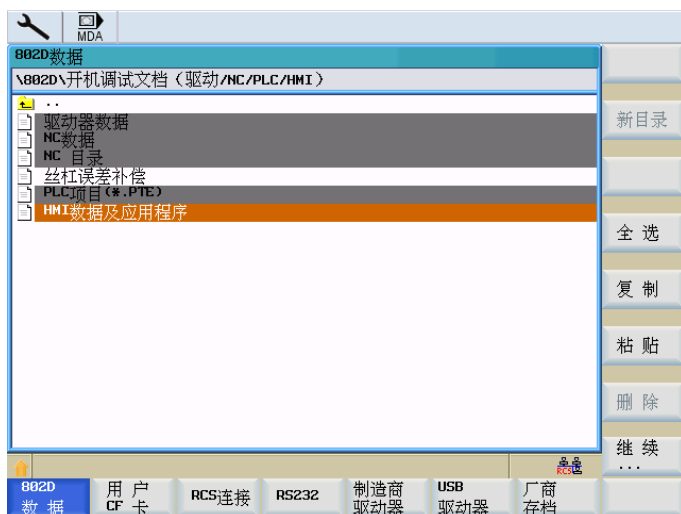 MDA
802D数据
\802D\开机调试文档（驱动/NC/PLC/HMI）
..
驱动器数据
NC数据
NC 目录
丝杠误差补偿
PLC项目(*.PTE)
HMI数据及应用程序
新目录
全 选
复 制
粘 贴
删 除
继 续
...
RCS
802D
数 据
用 户
CF 卡
RCS连接
RS232
制造商
驱动器
USB
驱动器
厂商
存档